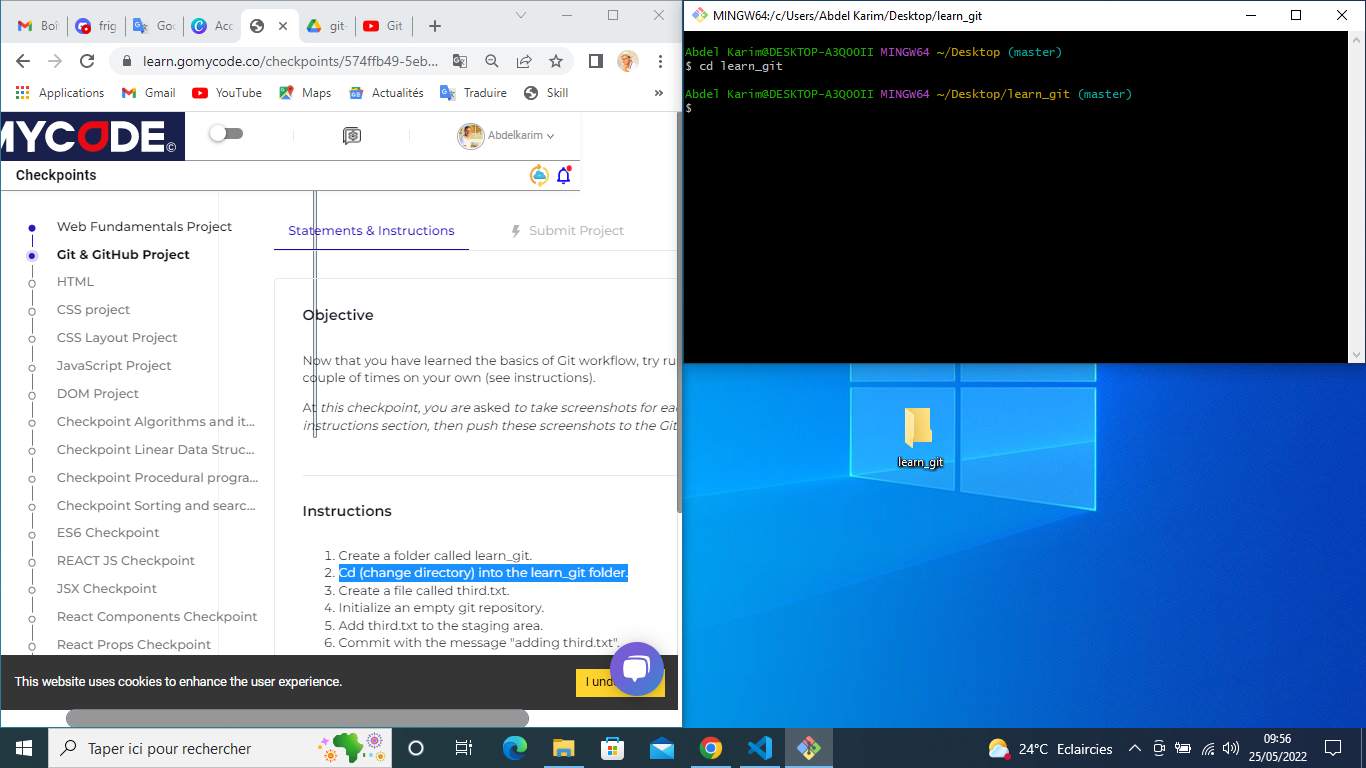 Boî
frig
Goo
Acc
git-
Git
learn.gomycode.co/checkpoints/574ffb49-5eb...
Applications
Gmail
YouTube
Maps
Actualités
Traduire
Skill
»
MYCODE©
Abdelkarim
Checkpoints
Web Fundamentals Project
Git & GitHub Project
HTML
CSS project
CSS Layout Project
JavaScript Project
DOM Project
Checkpoint Algorithms and it...
Checkpoint Linear Data Struc...
Checkpoint Procedural progra...
Checkpoint Sorting and searc...
ES6 Checkpoint
REACT JS Checkpoint
JSX Checkpoint
React Components Checkpoint
React Props Checkpoint
Statements & Instructions
Submit Project
Objective
Now that you have learned the basics of Git workflow, try ru
couple of times on your own (see instructions).
At this checkpoint, you are asked to take screenshots for eac
instructions section, then push these screenshots to the Git
Instructions
1. Create a folder called learn_git.
2. Cd (change directory) into the learn_git folder.
3. Create a file called third.txt.
4. Initialize an empty git repository.
5. Add third.txt to the staging area.
6. Commit with the message "adding third.txt".
This website uses cookies to enhance the user experience.
I und
MINGW64:/c/Users/Abdel Karim/Desktop/learn_git
Abdel Karim@DESKTOP-A3QOOII MINGW64 ~/Desktop (master)
$ cd learn_git
Abdel Karim@DESKTOP-A3QOOII MINGW64 ~/Desktop/learn_git (master)
$
learn_git
Taper ici pour rechercher
24°C Eclaircies
09:56
25/05/2022